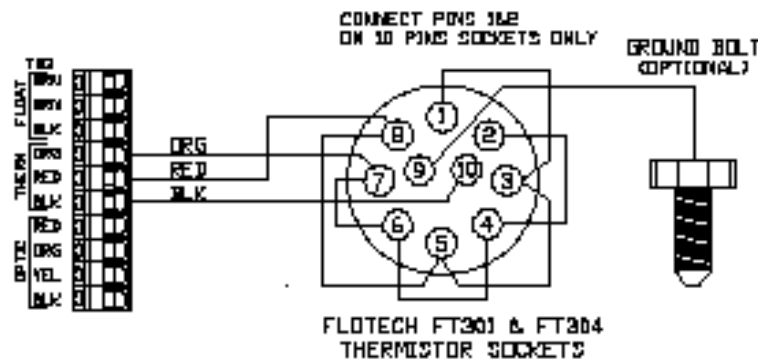 CONNECT PINS 1&2
ON 10 PINS SOCKETS ONLY
GROUND BOLT
(OPTIONAL)
FLOAT
BLK
THERM
ORG
RED
BLK
OPTIC
RED
ORG
YEL
BLK
ORG
RED
BLK
1
2
3
4
5
6
7
8
9
10
FLOTECH FT301 & FT304
THERMISTOR SOCKETS